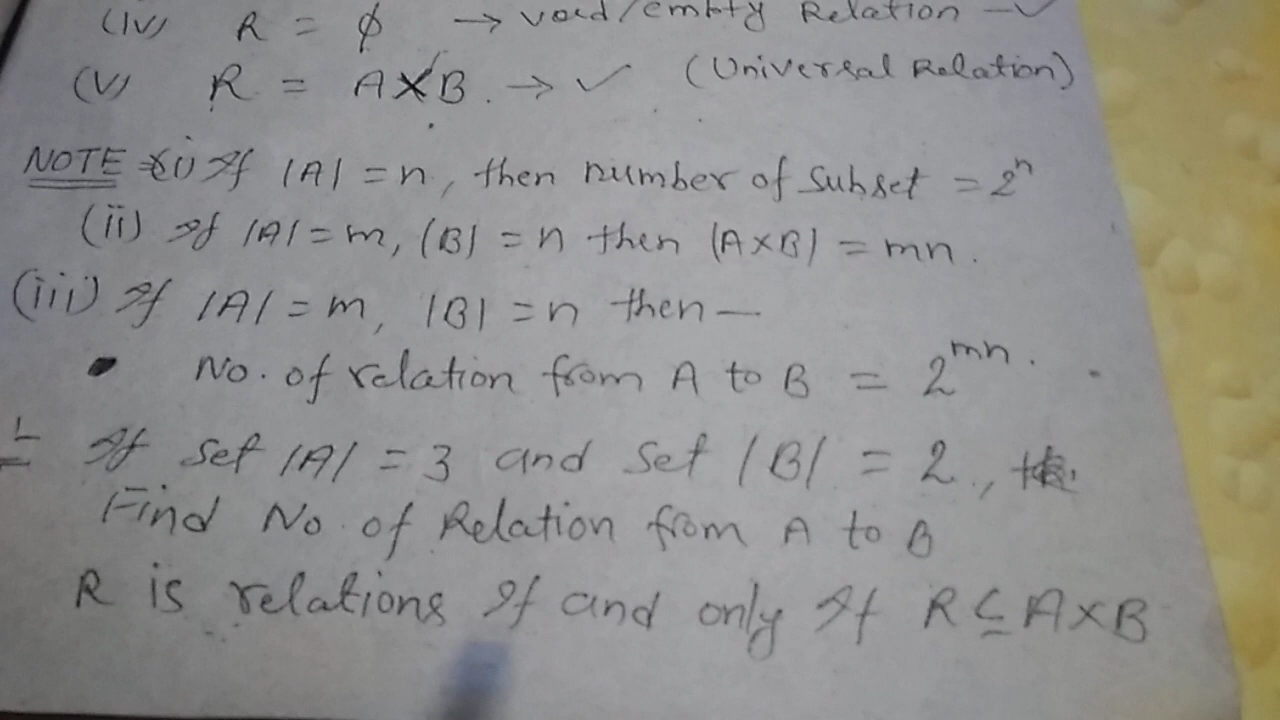 (iv) R = ϕ → void/empty Relation - ✓
(v) R = A×B. → ✓ (Universal Relation)
NOTE (i) If |A| = n, then number of Subset = 2ⁿ
(ii) If |A| = m, |B| = n then |A×B| = mn.
(iii) If |A| = m, |B| = n then —
• No. of relation from A to B = 2ᵐⁿ.
If set |A| = 3 and set |B| = 2,
Find No. of Relation from A to B
R is relations If and only If R ⊆ A×B